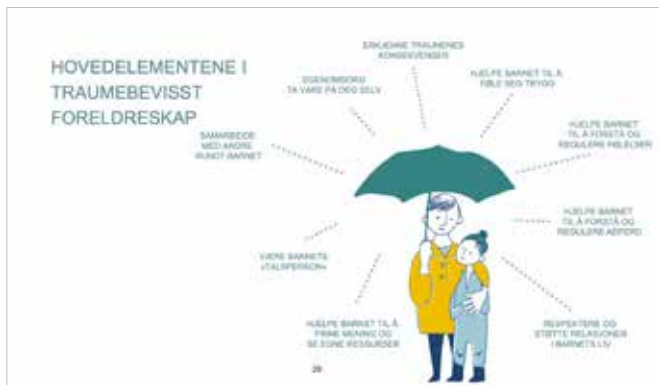 HOVEDELEMENTENE I
TRAUMEBEVISST
FORELDRESKAP
ERKJENNE TRAUMENES
KONSEKVENSER
HJELPE BARNET TIL Å
FØLE SEG TRYGG
HJELPE BARNET
TIL Å FORSTÅ OG
REGULERE FØLELSER
HJELPE BARNET
TIL Å FORSTÅ OG
REGULERE ADFERD
RESPEKTERE OG
STØTTE RELASJONER
I BARNETS LIV
HJELPE BARNET TIL Å
FINNE MENING OG
SE EGNE RESSURSER
VÆRE BARNETS
«TALSPERSON»
SAMARBEIDE
MED ANDRE
RUNDT BARNET
EGENOMSORG
TA VARE PÅ DEG SELV
20